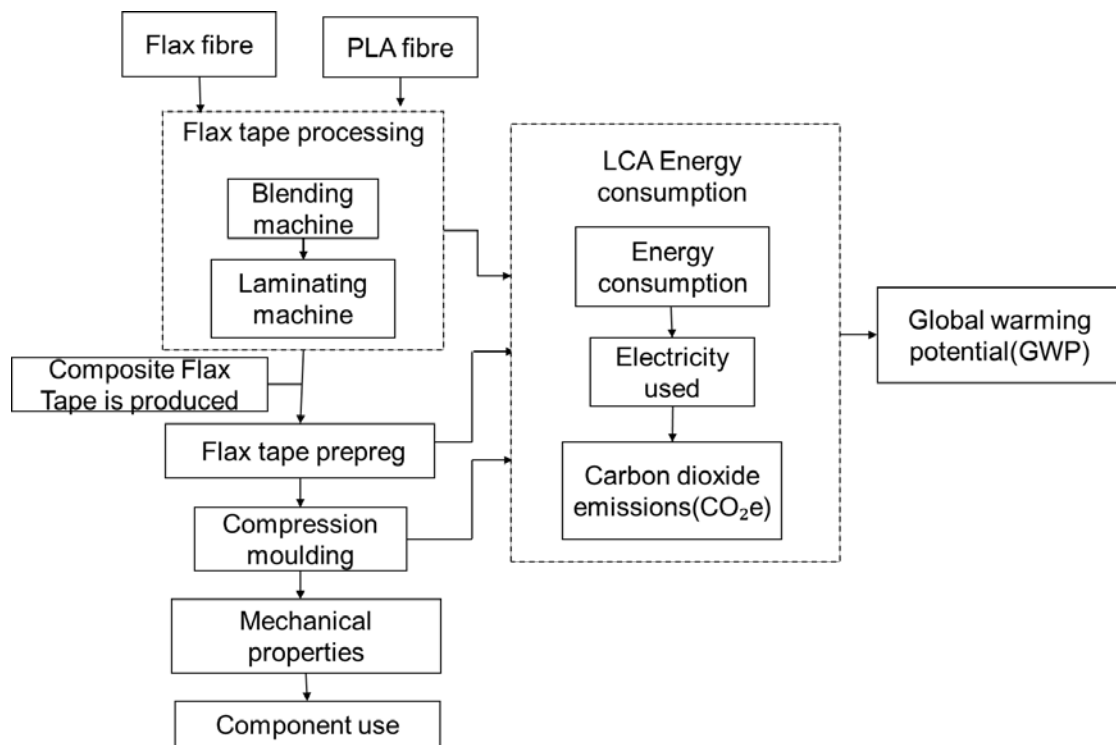 Flax fibre
PLA fibre
Flax tape processing
Blending
machine
Laminating
machine
Composite Flax
Tape is produced
Flax tape prepreg
Compression
moulding
Mechanical
properties
Component use
LCA Energy
consumption
Energy
consumption
Electricity
used
Carbon dioxide
emissions(CO₂e)
Global warming
potential(GWP)